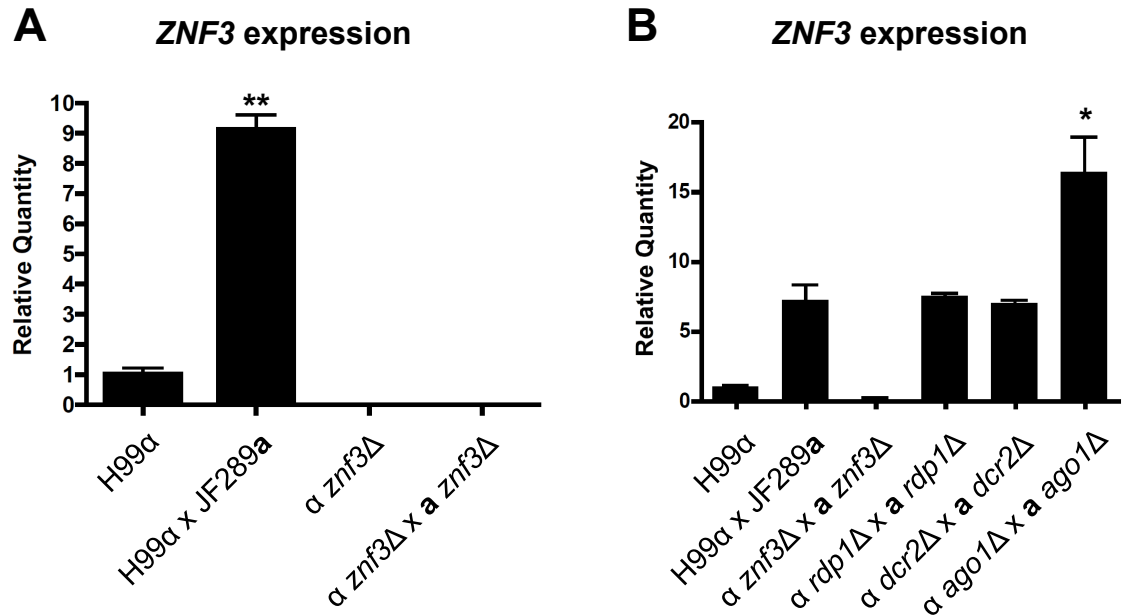 A
ZNF3 expression
Relative Quantity
10
9
8
7
6
5
4
3
2
1
0
**
H99α
H99α x JF289a
α znf3Δ
α znf3Δ x a znf3Δ
B
ZNF3 expression
Relative Quantity
20
15
10
5
0
*
H99α
H99α x JF289a
α znf3Δ x a znf3Δ
α rdp1Δ x a rdp1Δ
α dcr2Δ x a dcr2Δ
α ago1Δ x a ago1Δ